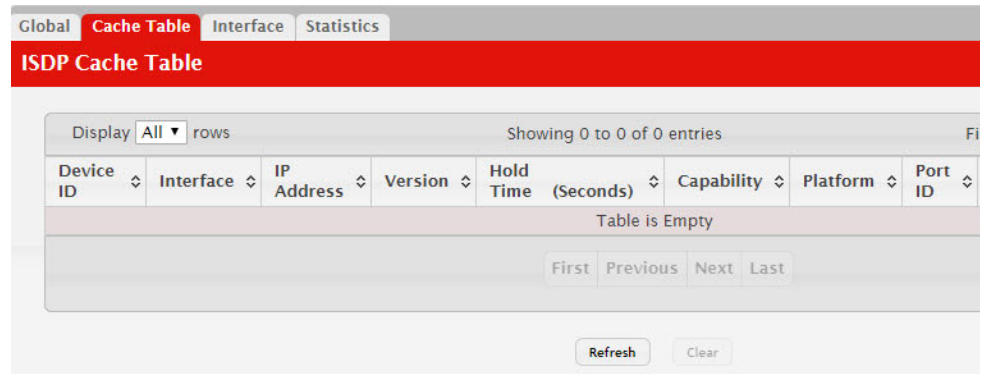 Global Cache Table Interface Statistics
ISDP Cache Table
Display All rows Showing 0 to 0 of 0 entries Fi
Device ID Interface IP Address Version Hold Time (Seconds) Capability Platform Port ID
Table is Empty
First Previous Next Last
Refresh Clear